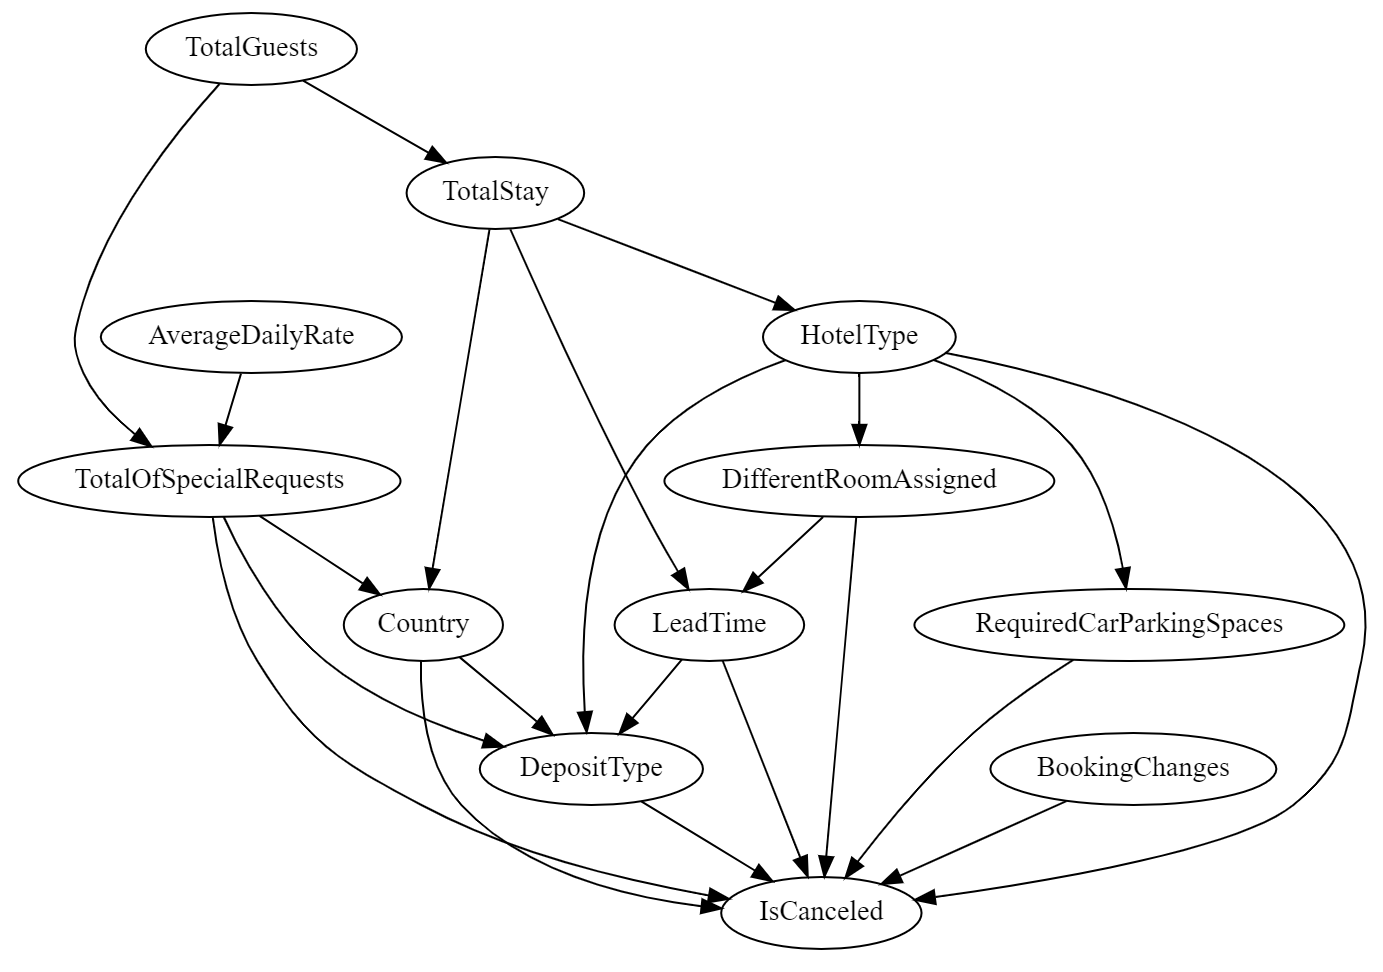 TotalGuests
TotalStay
AverageDailyRate
HotelType
TotalOfSpecialRequests
DifferentRoomAssigned
Country
LeadTime
RequiredCarParkingSpaces
DepositType
BookingChanges
IsCanceled